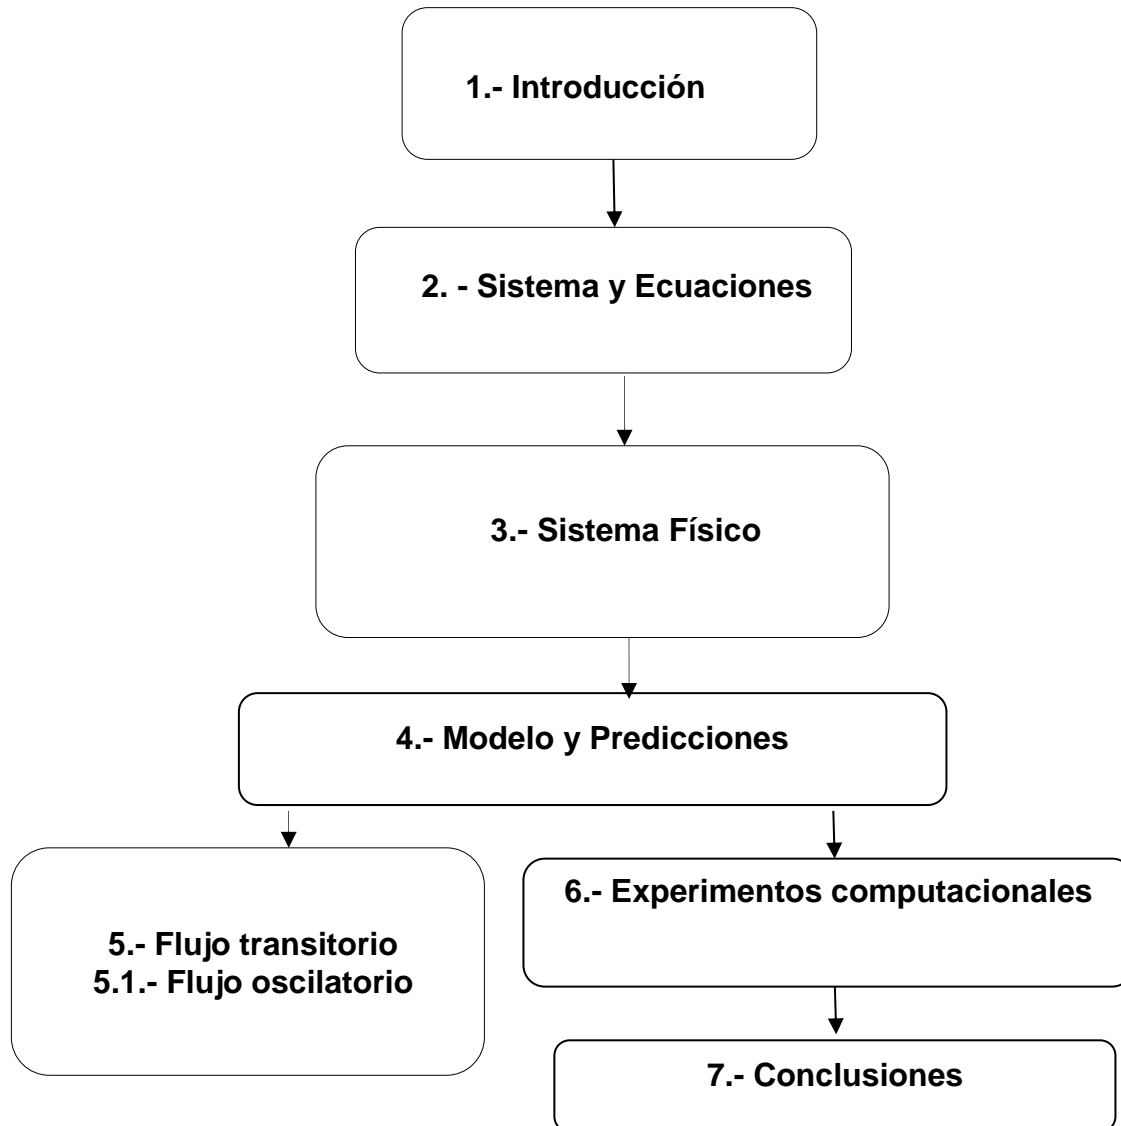 1.- Introducción
2. - Sistema y Ecuaciones
3.- Sistema Físico
4.- Modelo y Predicciones
5.- Flujo transitorio
5.1.- Flujo oscilatorio
6.- Experimentos computacionales
7.- Conclusiones